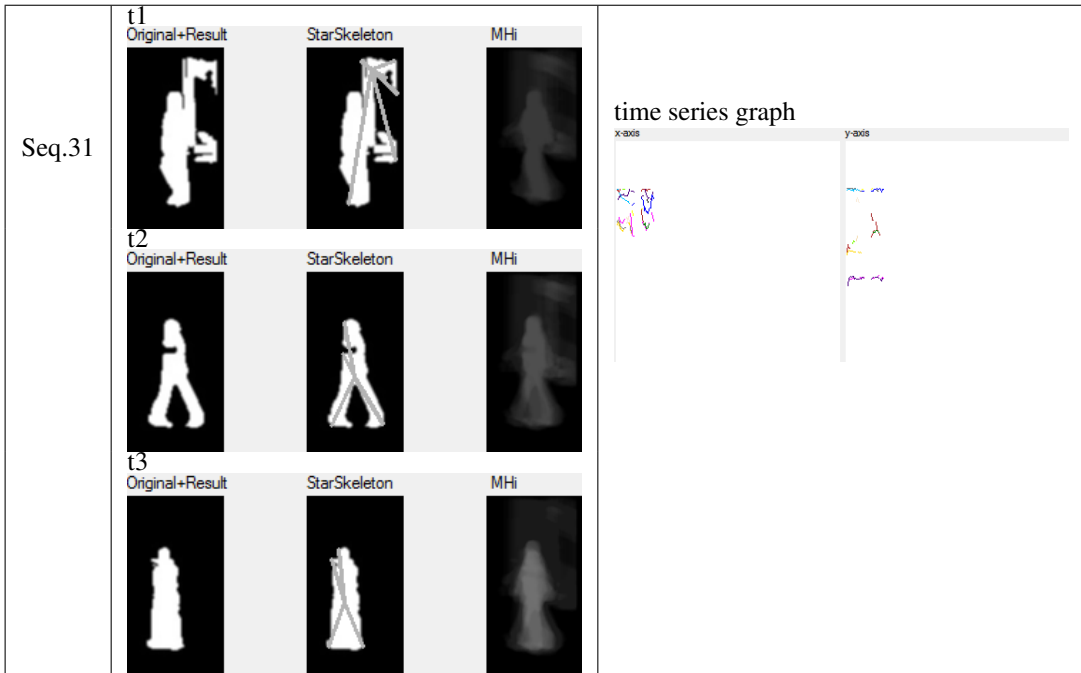 Seq.31
t1
Original+Result StarSkeleton MHi
t2
Original+Result StarSkeleton MHi
t3
Original+Result StarSkeleton MHi
time series graph
x-axis y-axis